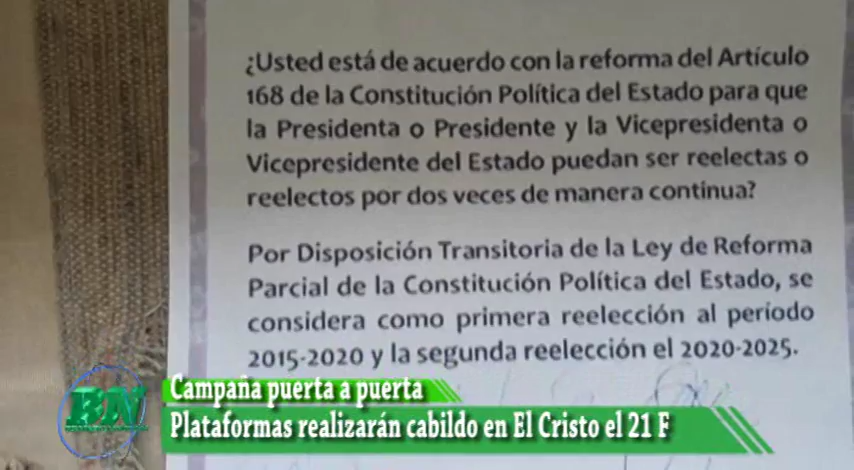 ¿Usted está de acuerdo con la reforma del Artículo
168 de la Constitución Política del Estado para que
la Presidenta o Presidente y la Vicepresidenta o
Vicepresidente del Estado puedan ser reelectas o
reelectos por dos veces de manera continua?
Por Disposición Transitoria de la Ley de Reforma
Parcial de la Constitución Política del Estado, se
considera como primera reelección al período
2015-2020 y la segunda reelección el 2020-2025.
Campaña puerta a puerta
RN
Plataformas realizarán cabildo en El Cristo el 21 F